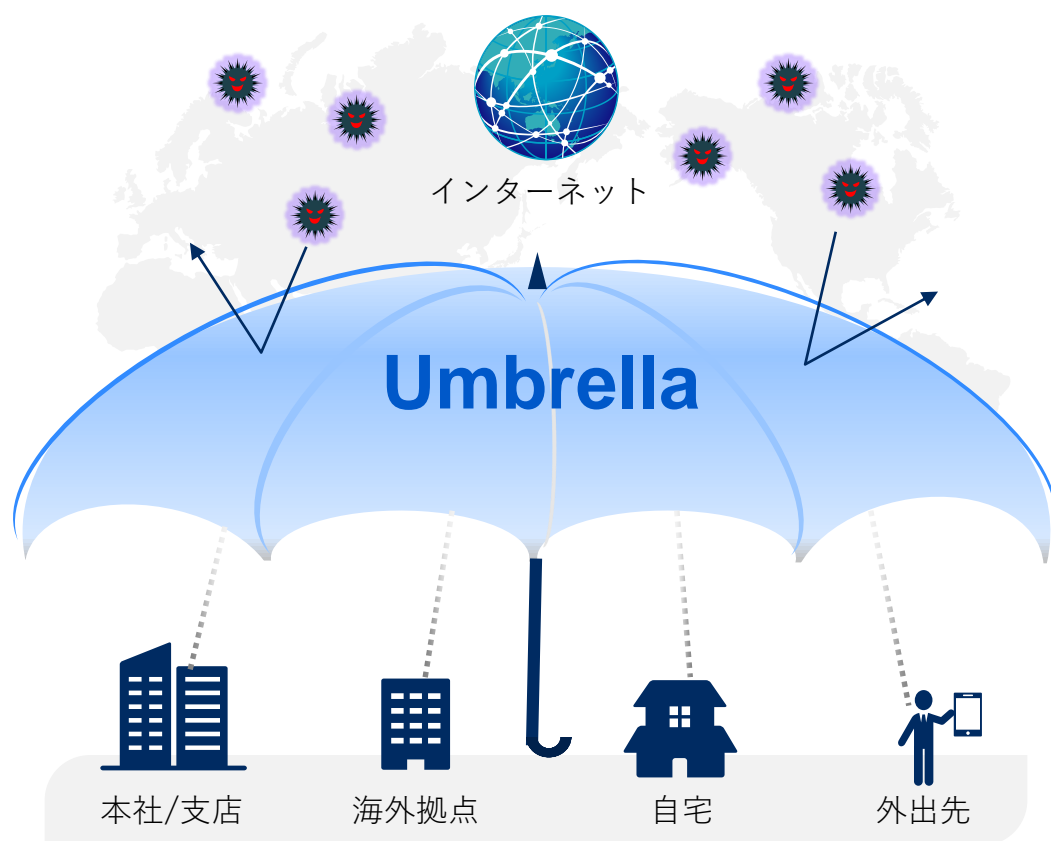 インターネット
Umbrella
本社/支店
海外拠点
自宅
外出先